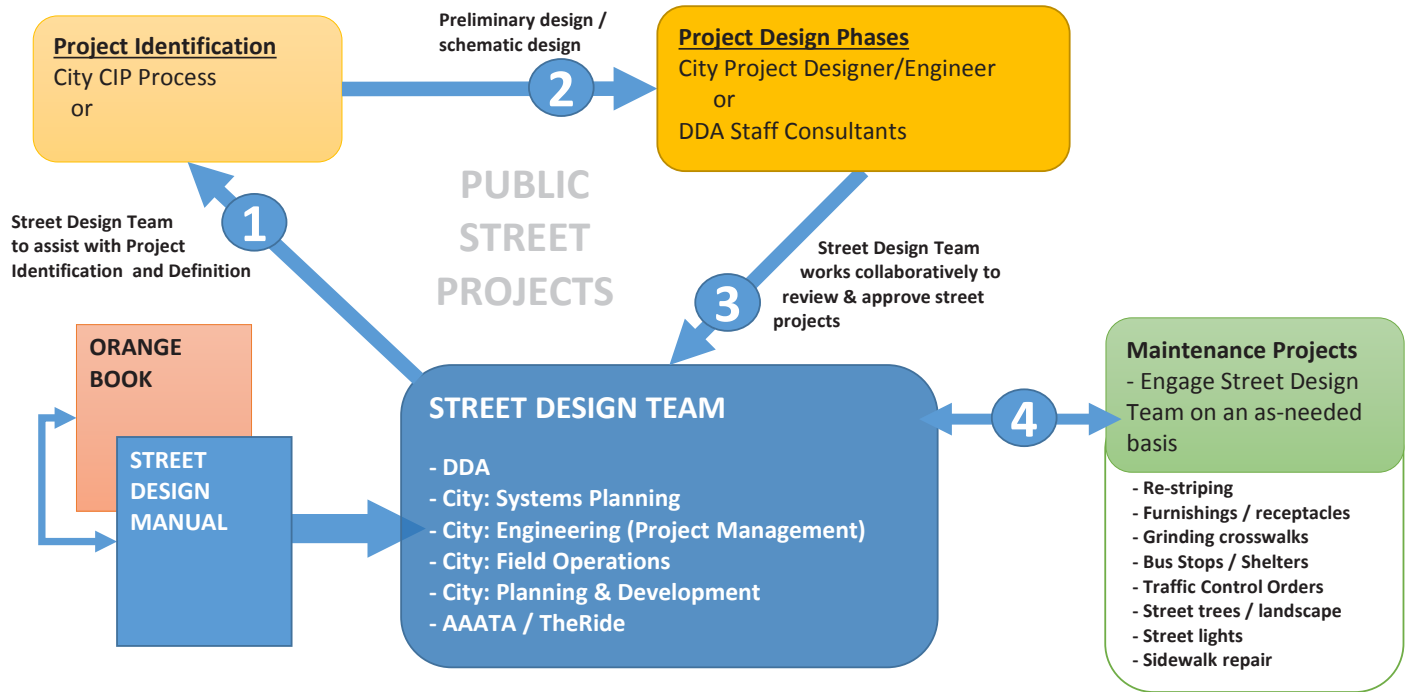 Project Identification
City CIP Process
or
Preliminary design /
schematic design
2
Project Design Phases
City Project Designer/Engineer
or
DDA Staff Consultants
1
Street Design Team
to assist with Project
Identification and Definition
PUBLIC
STREET
PROJECTS
3
Street Design Team
works collaboratively to
review & approve street
projects
ORANGE
BOOK
STREET
DESIGN
MANUAL
STREET DESIGN TEAM
- DDA
- City: Systems Planning
- City: Engineering (Project Management)
- City: Field Operations
- City: Planning & Development
- AAATA / TheRide
4
Maintenance Projects
- Engage Street Design
Team on an as-needed
basis
- Re-striping
- Furnishings / receptacles
- Grinding crosswalks
- Bus Stops / Shelters
- Traffic Control Orders
- Street trees / landscape
- Street lights
- Sidewalk repair